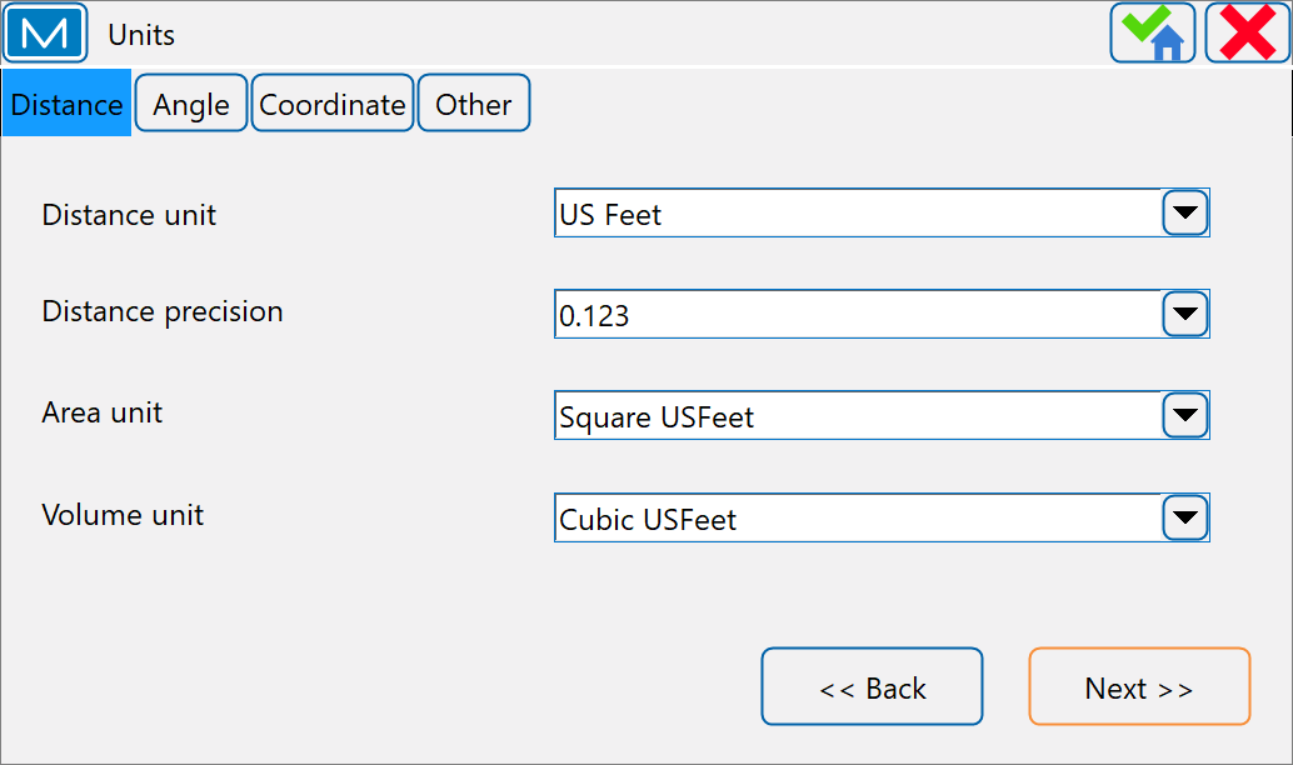 M Units
Distance Angle Coordinate Other
Distance unit US Feet
Distance precision 0.123
Area unit Square USFeet
Volume unit Cubic USFeet
<< Back Next >>